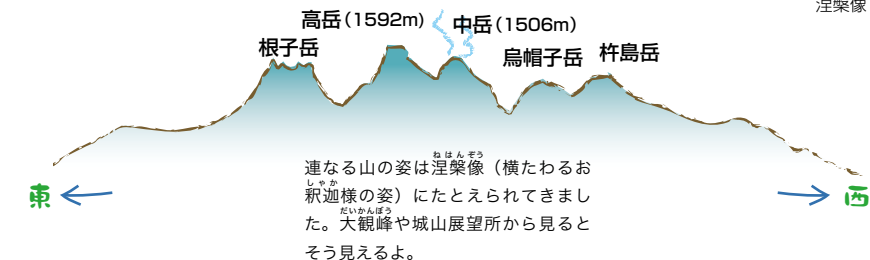 涅槃像
高岳(1592m)
中岳(1506m)
根子岳
烏帽子岳
杵島岳
連なる山の姿は涅槃像(横たわるお
ねはんぞう
釈迦様の姿)にたとえられてきまし
しゃか
た。大観峰や城山展望所から見ると
だいかんぼう
そう見えるよ。
東
西